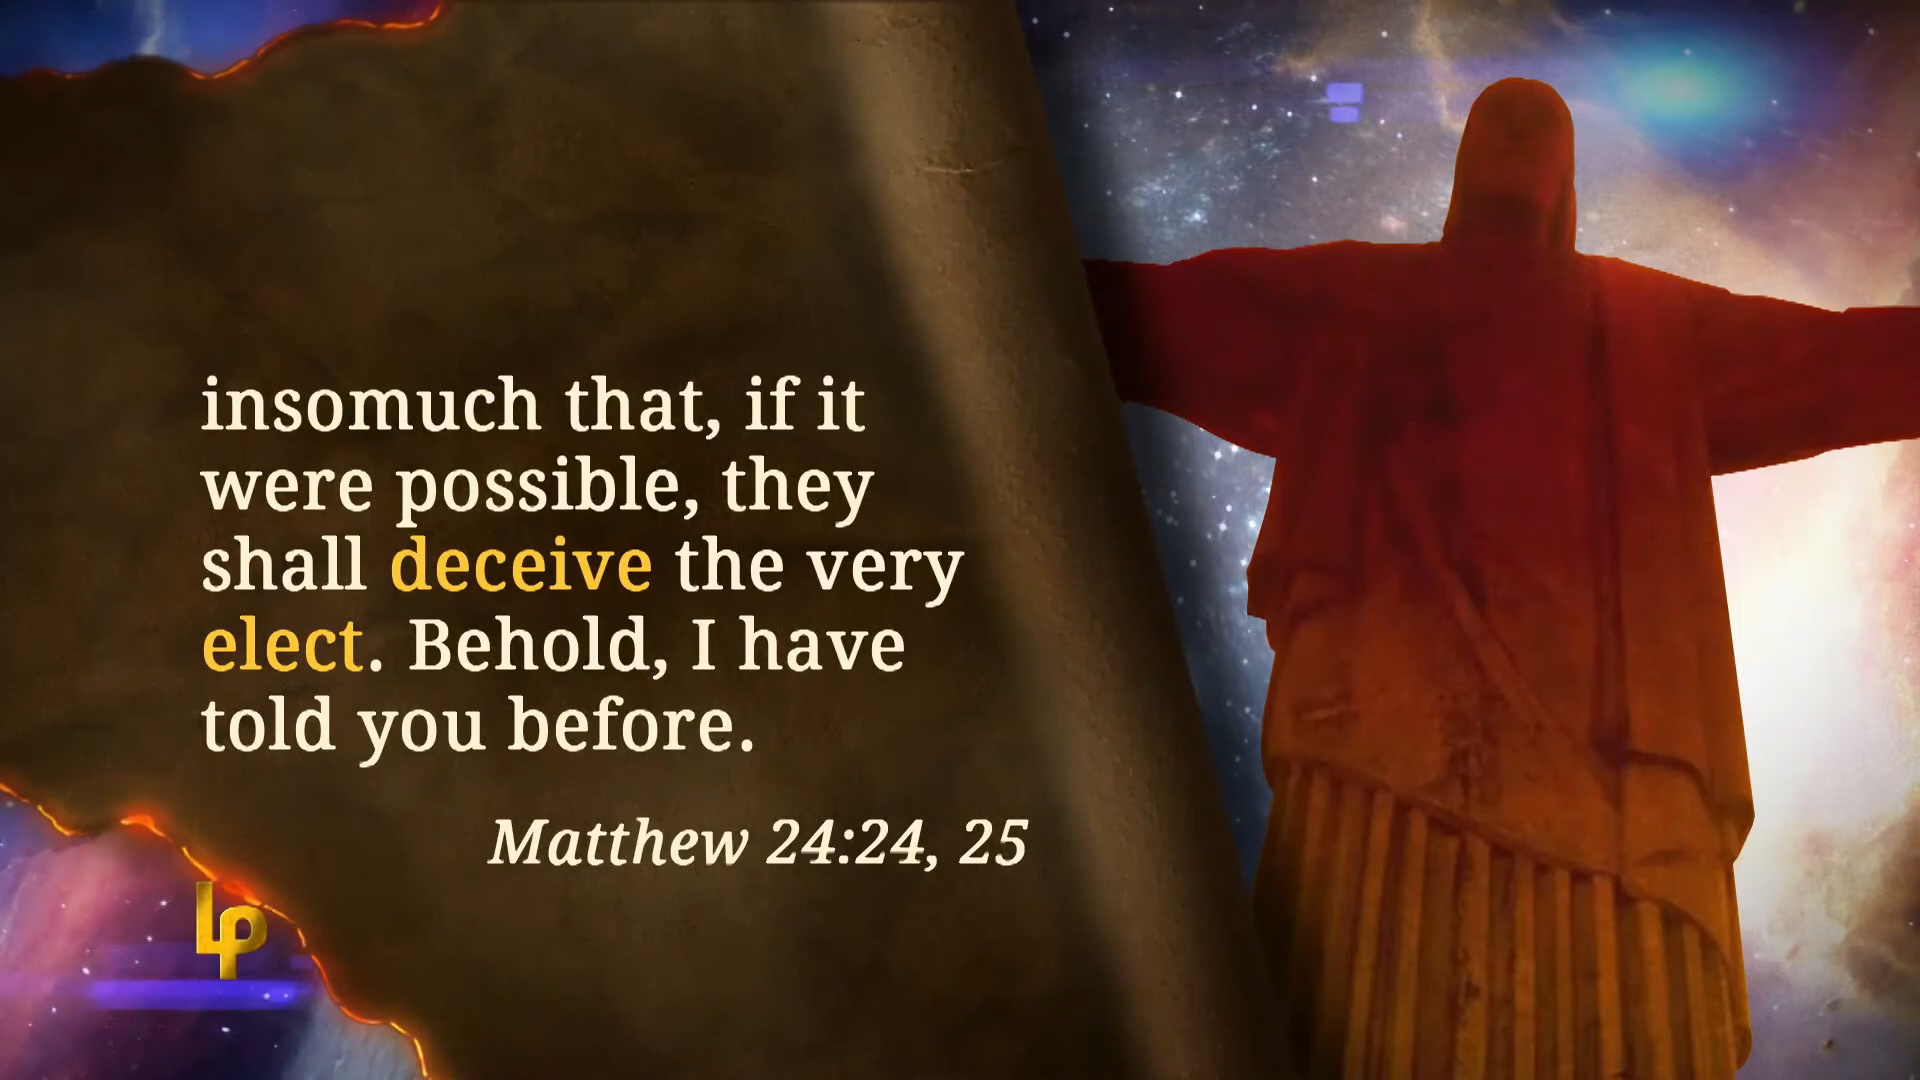 insomuch that, if it
were possible, they
shall deceive the very
elect. Behold, I have
told you before.
Matthew 24:24, 25
LP